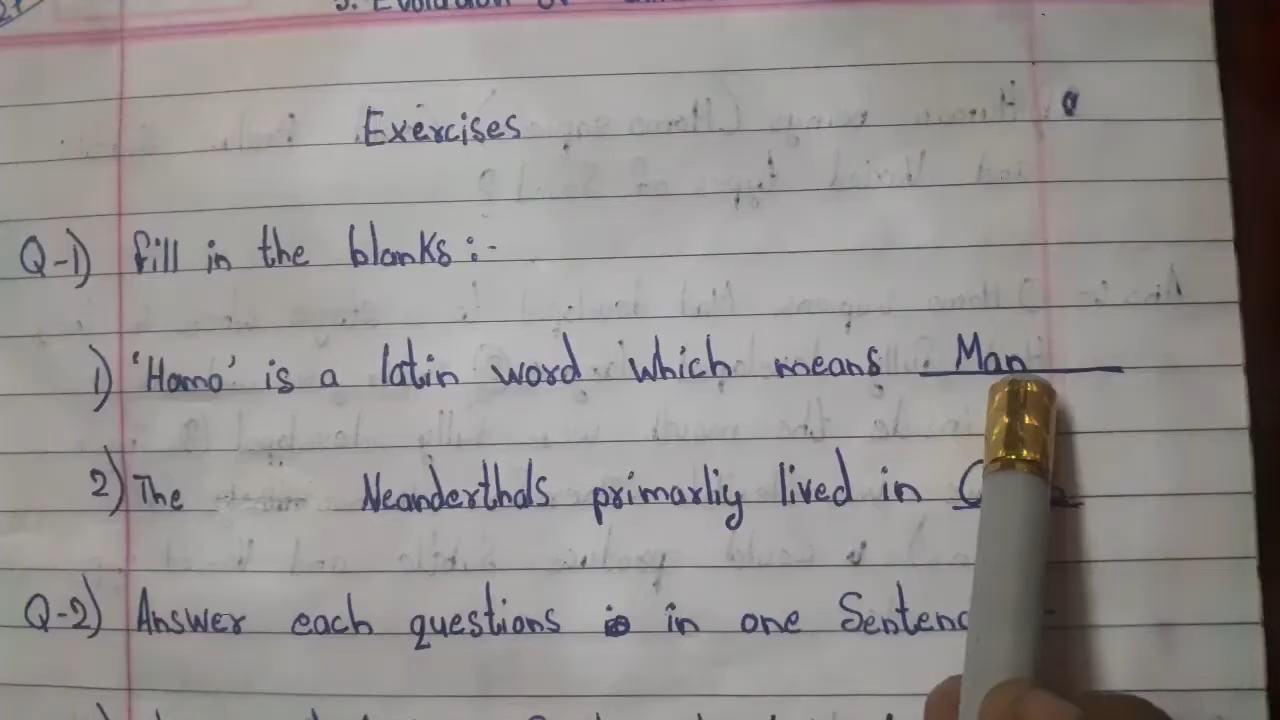 Exercises
Q-1) fill in the blanks :-
1) 'Homo' is a latin word which means Man
2) The Neanderthals primarliy lived in
Q-2) Answer each questions in in one